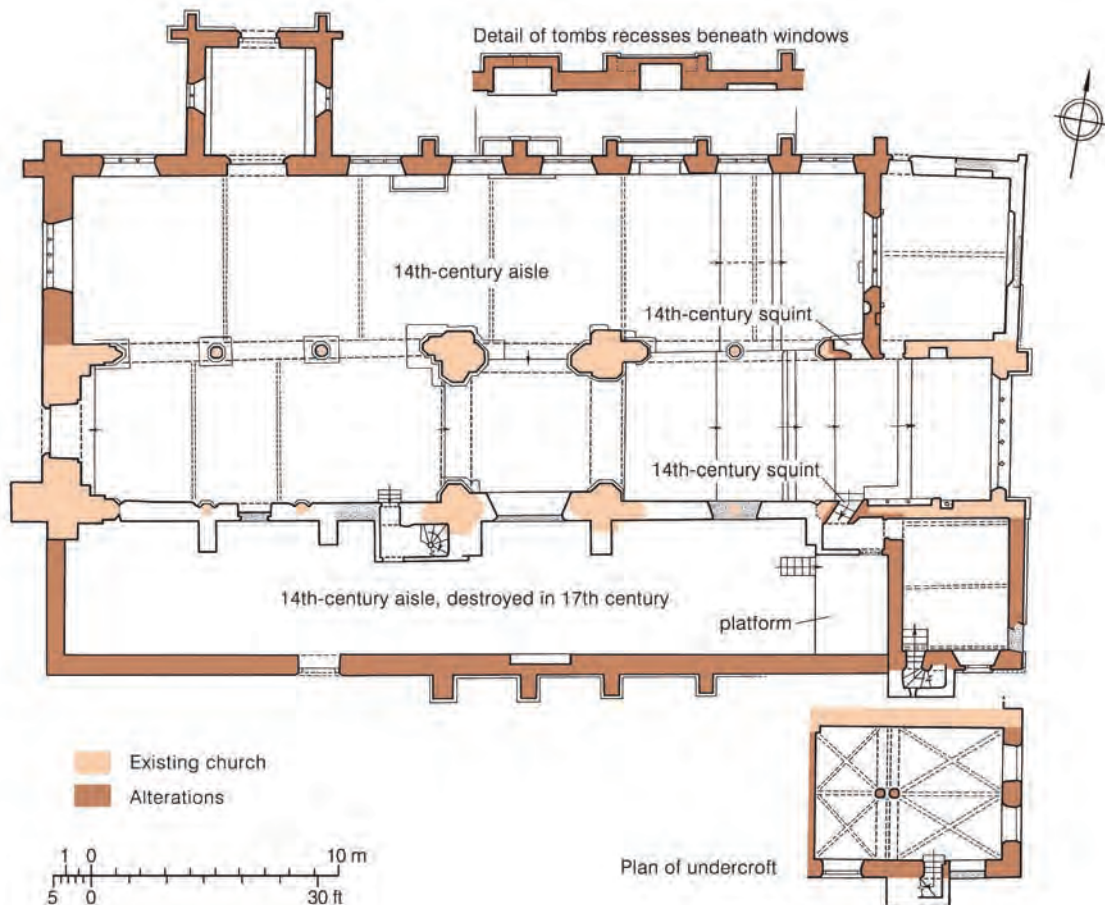 Detail of tombs recesses beneath windows
14th-century aisle
14th-century squint
14th-century squint
14th-century aisle, destroyed in 17th century
platform
Existing church
Alterations
1 0 10 m
5 0 30 ft
Plan of undercroft